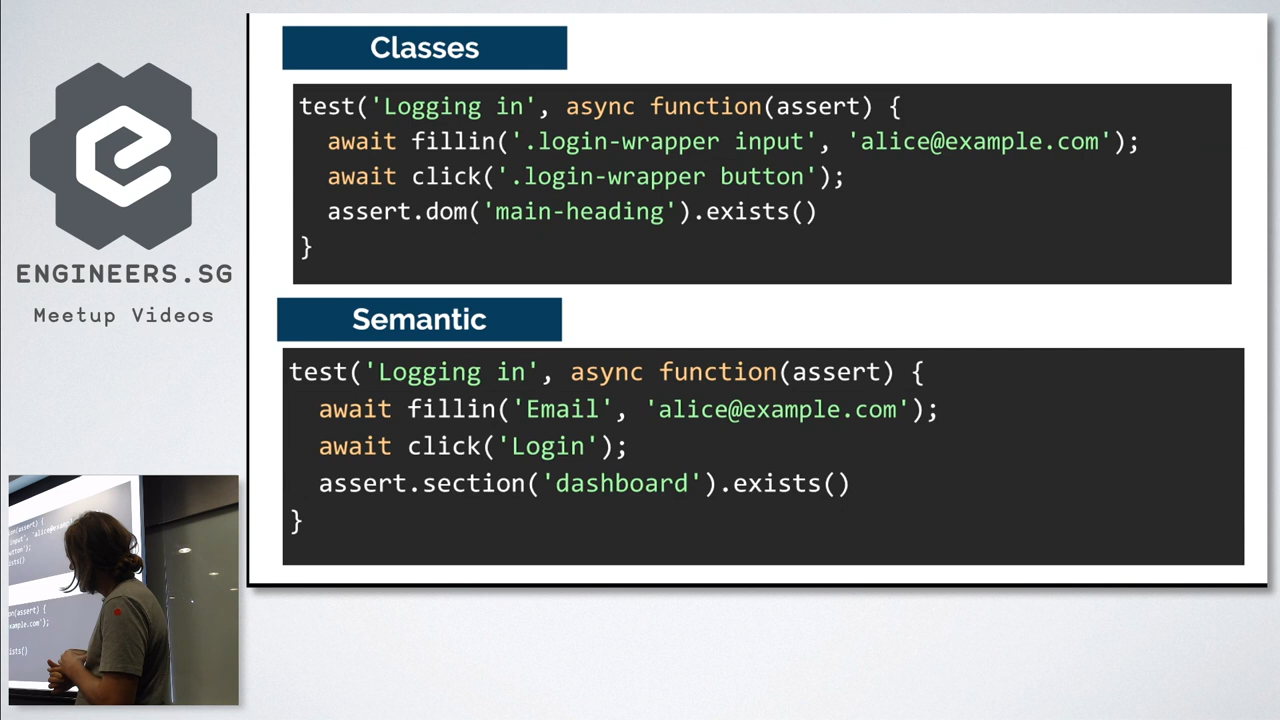 ENGINEERS.SG
Meetup Videos
Classes
test('Logging in', async function(assert) {
await fillin('.login-wrapper input', 'alice@example.com');
await click('.login-wrapper button');
assert.dom('main-heading').exists()
}
Semantic
test('Logging in', async function(assert) {
await fillin('Email', 'alice@example.com');
await click('Login');
assert.section('dashboard').exists()
}